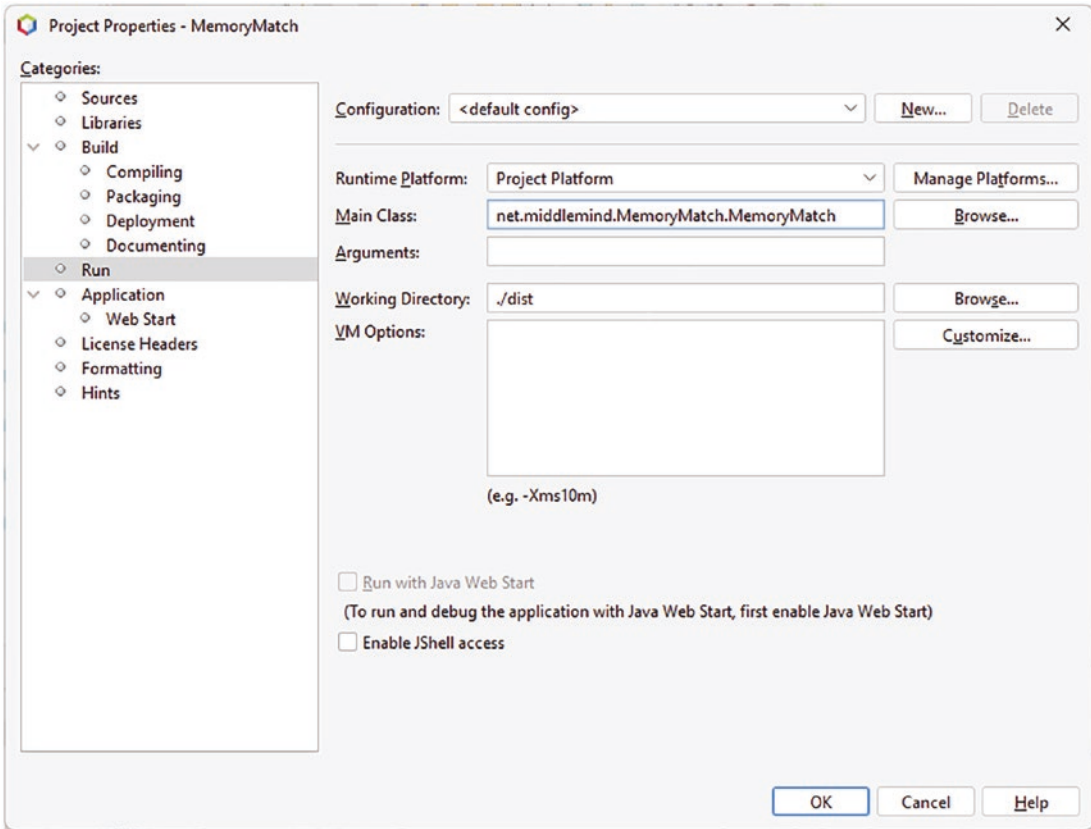 Project Properties - MemoryMatch
Categories:
Sources
Libraries
Build
Compiling
Packaging
Deployment
Documenting
Run
Application
Web Start
License Headers
Formatting
Hints
Configuration: <default config> New... Delete
Runtime Platform: Project Platform Manage Platforms...
Main Class: net.middlemind.MemoryMatch.MemoryMatch Browse...
Arguments:
Working Directory: ./dist Browse...
VM Options: Customize...
(e.g. -Xms10m)
Run with Java Web Start
(To run and debug the application with Java Web Start, first enable Java Web Start)
Enable JShell access
OK Cancel Help